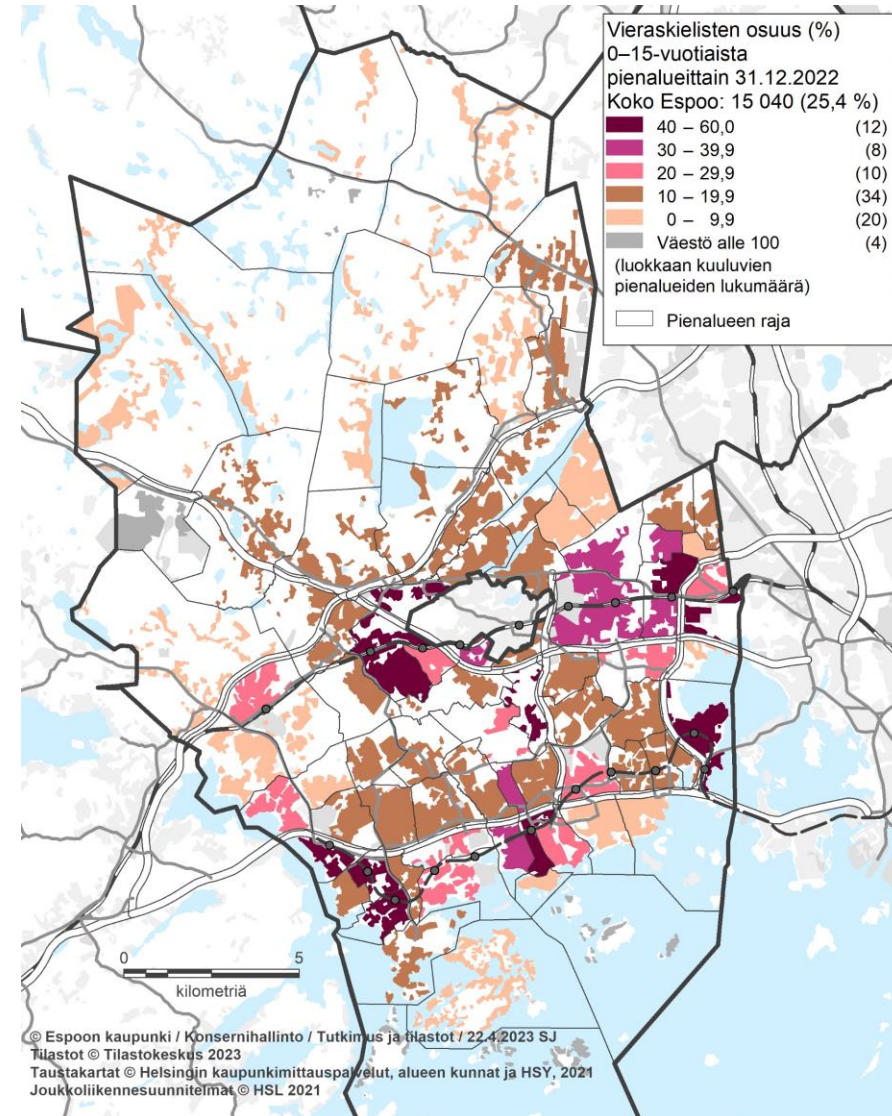 Vieraskielisten osuus (%)
0–15-vuotiaista
pienalueittain 31.12.2022
Koko Espoo: 15 040 (25,4 %)
40 – 60,0 (12)
30 – 39,9 (8)
20 – 29,9 (10)
10 – 19,9 (34)
0 – 9,9 (20)
Väestö alle 100 (4)
(luokkaan kuuluvien
pienalueiden lukumäärä)
Pienalueen raja
0 5
kilometriä
© Espoon kaupunki / Konsernihallinto / Tutkimus ja tilastot / 22.4.2023 SJ
Tilastot © Tilastokeskus 2023
Taustakartat © Helsingin kaupunkimittauspalvelut, alueen kunnat ja HSY, 2021
Joukkoliikennesuunnitelmat © HSL 2021